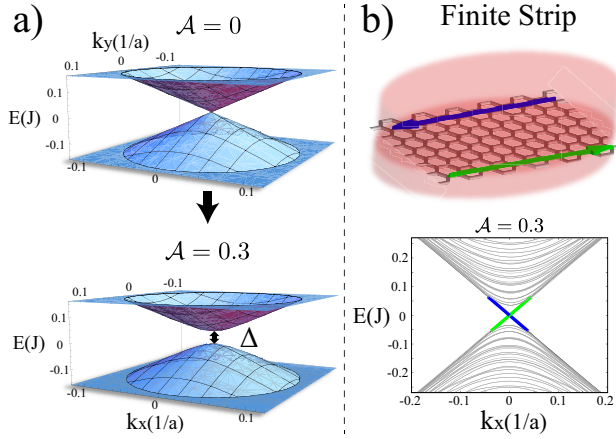 a)
𝒜 = 0
ky(1/a)
-0.1
0
0.1
0.1
E(J)
0
-0.1
0
0.1
𝒜 = 0.3
-0.1
0
0.1
0.1
E(J)
0
-0.1
Δ
0
0.1
kx(1/a)
b)
Finite Strip
𝒜 = 0.3
0.2
0.1
E(J)
0
-0.1
-0.2
-0.2
-0.1
0
0.1
0.2
kx(1/a)